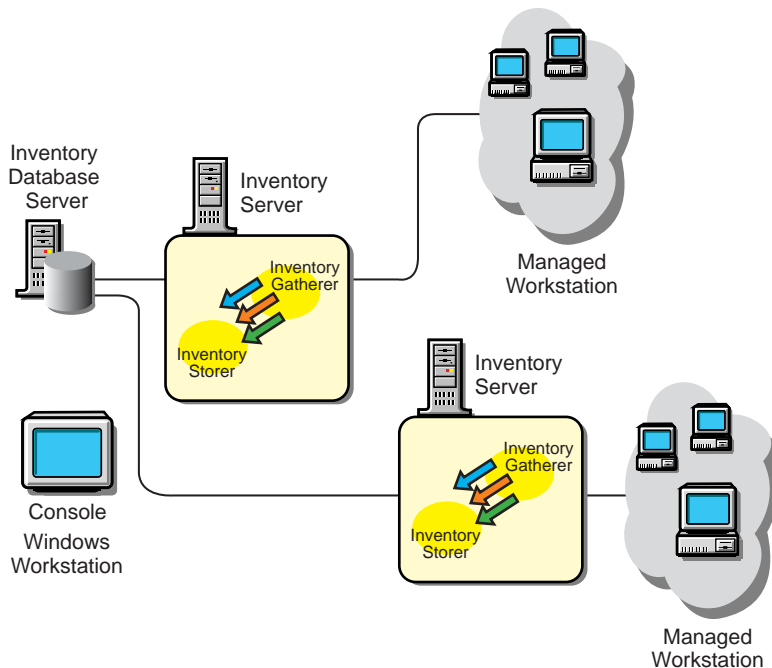 Inventory
Database
Server
Inventory
Server
Inventory
Gatherer
Inventory
Storer
Managed
Workstation
Inventory
Server
Inventory
Gatherer
Inventory
Storer
Console
Windows
Workstation
Managed
Workstation